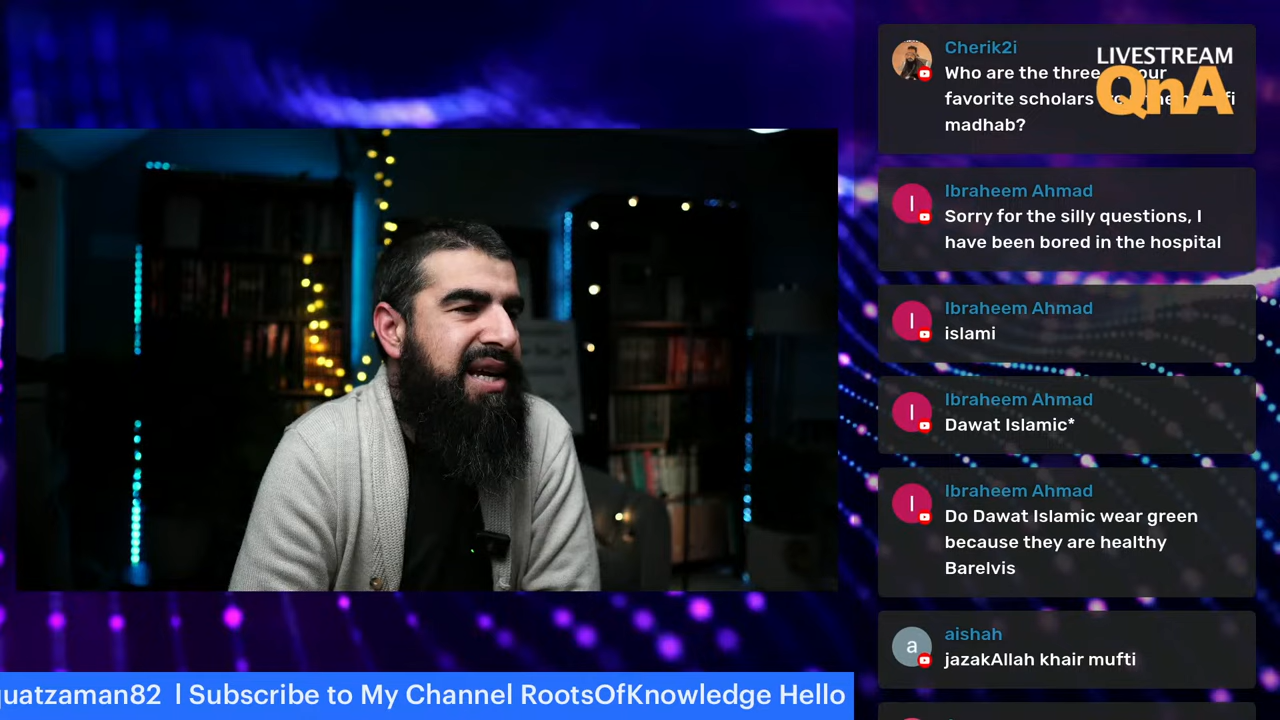 LIVESTREAM
QnA
Cherik2i
Who are the three your
favorite scholars
madhab?
Ibraheem Ahmad
Sorry for the silly questions, I
have been bored in the hospital
Ibraheem Ahmad
islami
Ibraheem Ahmad
Dawat Islamic*
Ibraheem Ahmad
Do Dawat Islamic wear green
because they are healthy
Barelvis
a
aishah
jazakAllah khair mufti
quatzaman82 | Subscribe to My Channel RootsOfKnowledge Hello